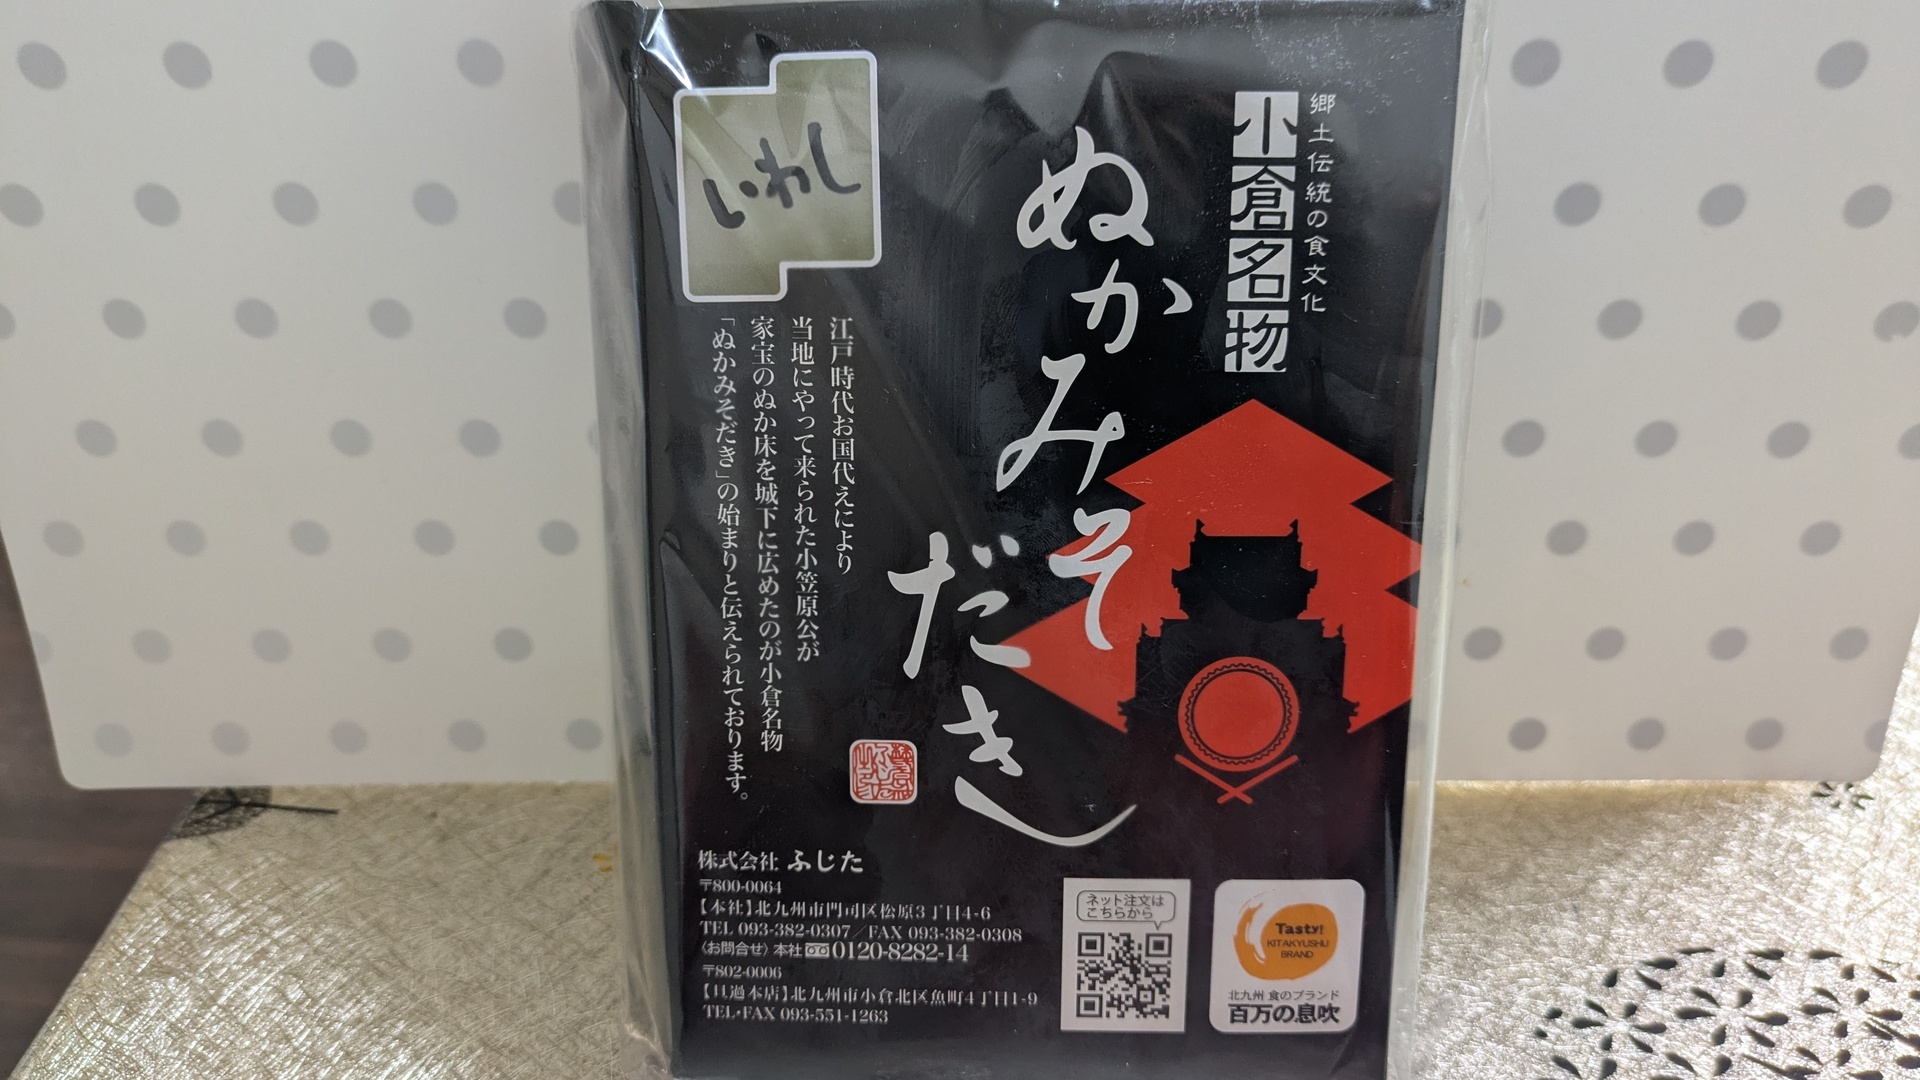 郷土伝統の食文化
小倉名物
ぬかみそ
だき
いわし
江戸時代お国代えにより
当地にやって来られた小笠原公が
家宝のぬか床を城下に広めたのが小倉名物
「ぬかみそだき」の始まりと伝えられております。
株式会社 ふじた
〒800-0064
【本社】北九州市門司区松原3丁目4-6
TEL 093-382-0307／FAX 093-382-0308
〈お問合せ〉本社 0120-8282-14
〒802-0006
【旦過本店】北九州市小倉北区魚町4丁目1-9
TEL・FAX 093-551-1263
ネット注文は
こちらから
Tasty!
KITAKYUSHU
BRAND
北九州 食のブランド
百万の息吹